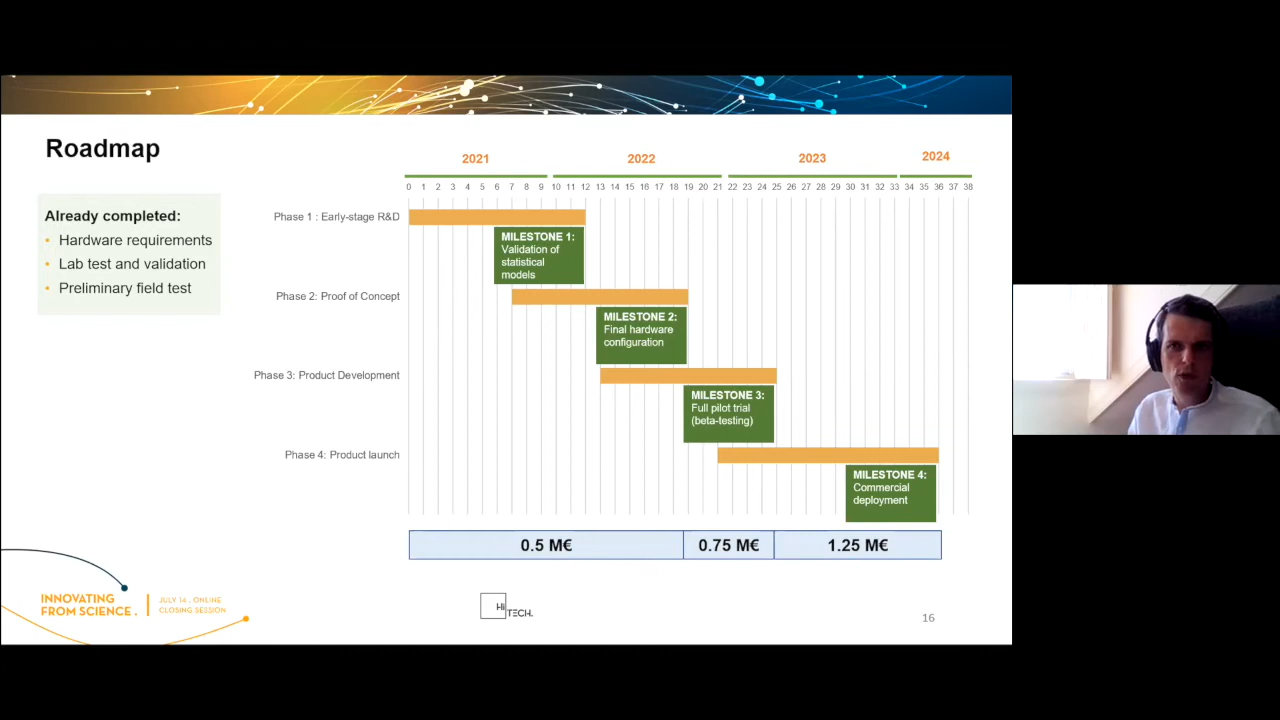 Roadmap
Already completed:
• Hardware requirements
• Lab test and validation
• Preliminary field test
2021 2022 2023 2024
0 1 2 3 4 5 6 7 8 9 10 11 12 13 14 15 16 17 18 19 20 21 22 23 24 25 26 27 28 29 30 31 32 33 34 35 36 37 38
Phase 1 : Early-stage R&D
MILESTONE 1:
Validation of
statistical
models
Phase 2: Proof of Concept
MILESTONE 2:
Final hardware
configuration
Phase 3: Product Development
MILESTONE 3:
Full pilot trial
(beta-testing)
Phase 4: Product launch
MILESTONE 4:
Commercial
deployment
0.5 M€ 0.75 M€ 1.25 M€
INNOVATING
FROM SCIENCE.
JULY 14 . ONLINE
CLOSING SESSION
Hi
TECH.
16